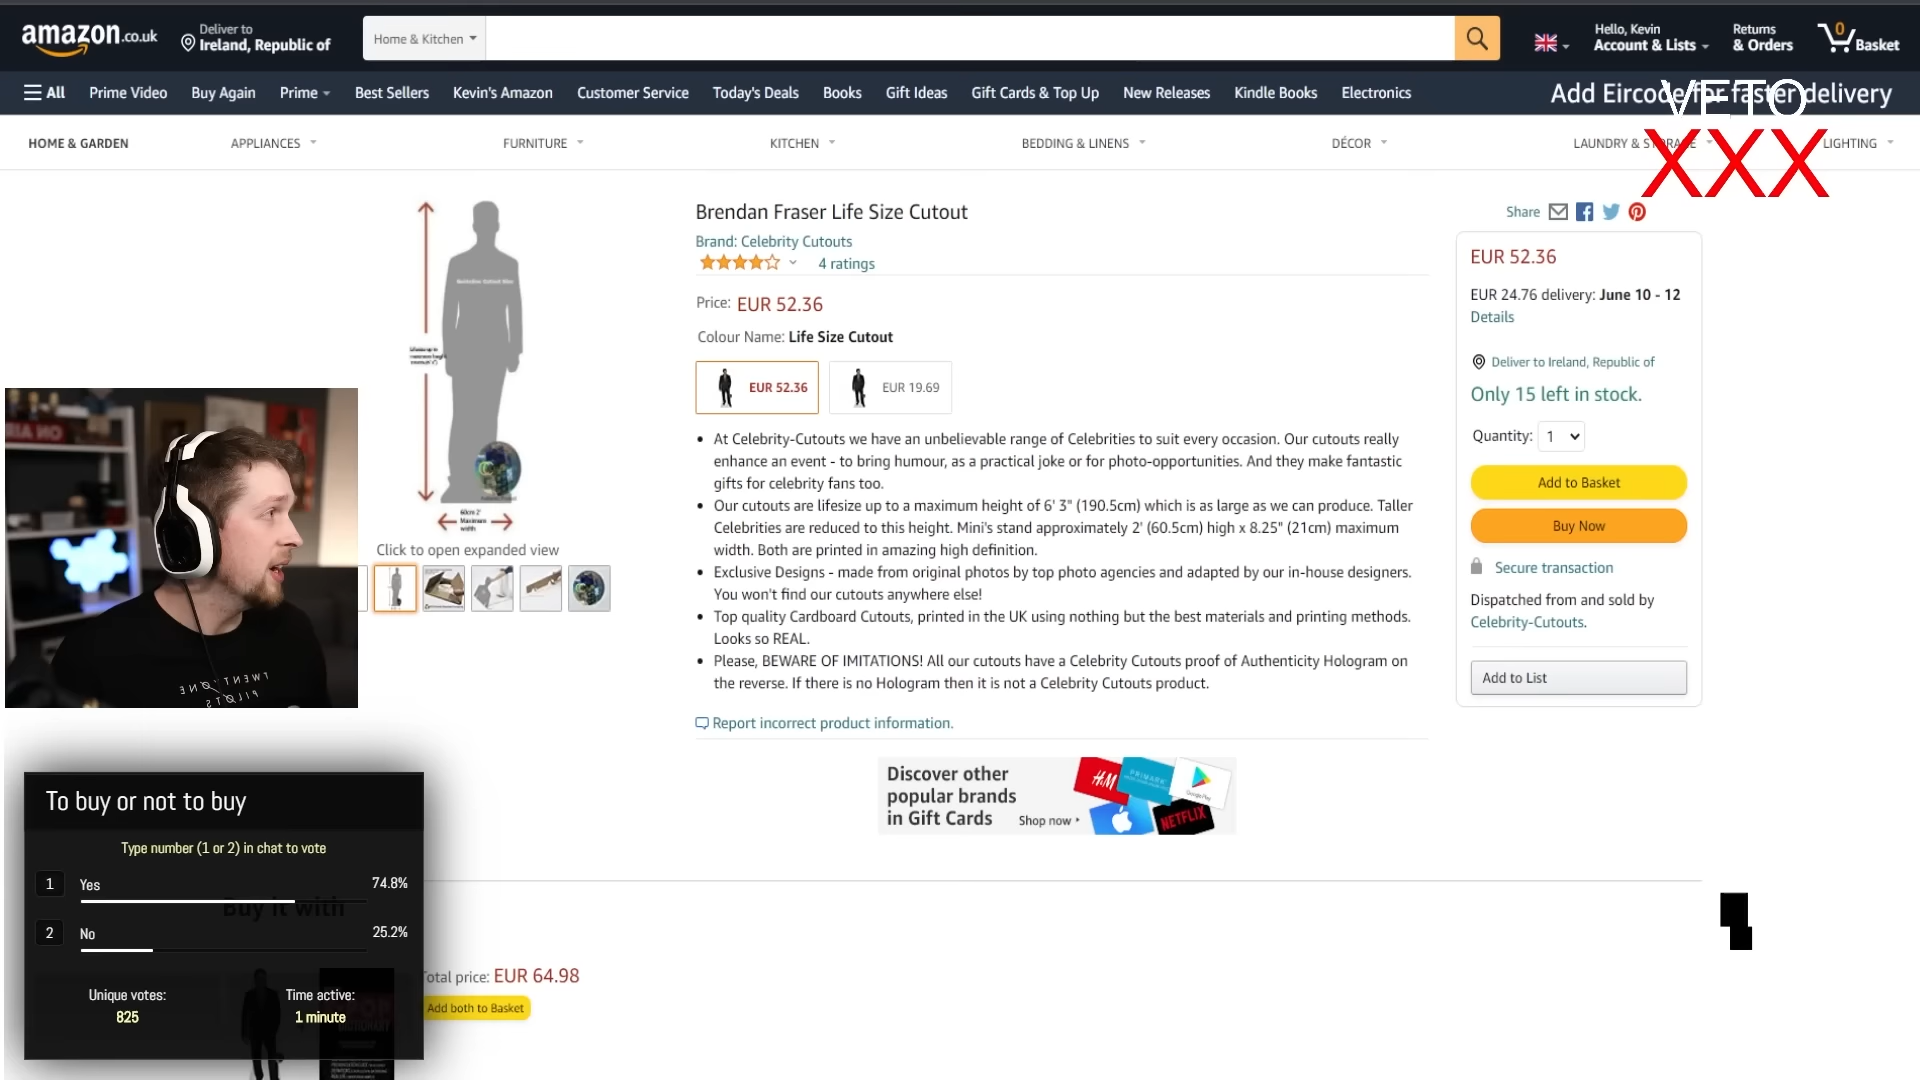 amazon.co.uk
Deliver to
Ireland, Republic of
Home & Kitchen
Hello, Kevin
Account & Lists
Returns
& Orders
0
Basket
All
Prime Video
Buy Again
Prime
Best Sellers
Kevin's Amazon
Customer Service
Today's Deals
Books
Gift Ideas
Gift Cards & Top Up
New Releases
Kindle Books
Electronics
Add Eircode for faster delivery
VETO
XXX
HOME & GARDEN
APPLIANCES
FURNITURE
KITCHEN
BEDDING & LINENS
DÉCOR
LAUNDRY & STORAGE
LIGHTING
Brendan Fraser Life Size Cutout
Brand: Celebrity Cutouts
4 ratings
Price: EUR 52.36
Colour Name: Life Size Cutout
EUR 52.36
EUR 19.69
• At Celebrity-Cutouts we have an unbelievable range of Celebrities to suit every occasion. Our cutouts really
enhance an event - to bring humour, as a practical joke or for photo-opportunities. And they make fantastic
gifts for celebrity fans too.
• Our cutouts are lifesize up to a maximum height of 6' 3" (190.5cm) which is as large as we can produce. Taller
Celebrities are reduced to this height. Mini's stand approximately 2' (60.5cm) high x 8.25" (21cm) maximum
width. Both are printed in amazing high definition.
• Exclusive Designs - made from original photos by top photo agencies and adapted by our in-house designers.
You won't find our cutouts anywhere else!
• Top quality Cardboard Cutouts, printed in the UK using nothing but the best materials and printing methods.
Looks so REAL.
• Please, BEWARE OF IMITATIONS! All our cutouts have a Celebrity Cutouts proof of Authenticity Hologram on
the reverse. If there is no Hologram then it is not a Celebrity Cutouts product.
Report incorrect product information.
Share
EUR 52.36
EUR 24.76 delivery: June 10 - 12
Details
Deliver to Ireland, Republic of
Only 15 left in stock.
Quantity: 1
Add to Basket
Buy Now
Secure transaction
Dispatched from and sold by
Celebrity-Cutouts.
Add to List
60cm 2'
Maximum
width
Click to open expanded view
TWENTY ONE
PILOTS
Discover other
popular brands
in Gift Cards
Shop now
H&M
PRIMARK
Google Play
NETFLIX
To buy or not to buy
Type number (1 or 2) in chat to vote
1 Yes 74.8%
Buy it with
2 No 25.2%
Unique votes:
825
Time active:
1 minute
Total price: EUR 64.98
Add both to Basket